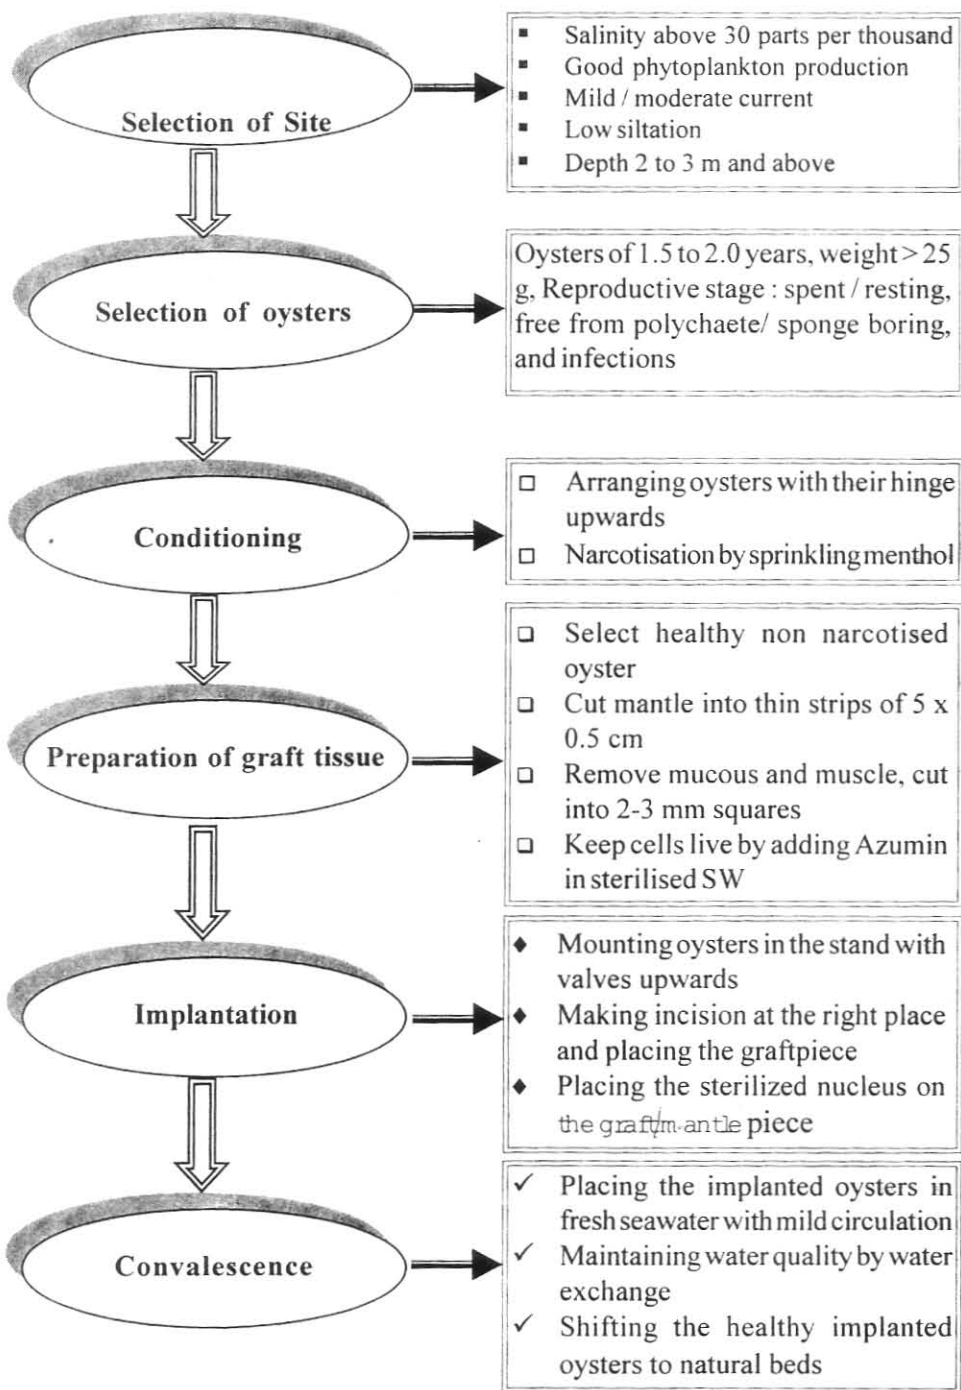 Selection of Site
▪ Salinity above 30 parts per thousand
▪ Good phytoplankton production
▪ Mild / moderate current
▪ Low siltation
▪ Depth 2 to 3 m and above
Selection of oysters
Oysters of 1.5 to 2.0 years, weight > 25
g, Reproductive stage : spent / resting,
free from polychaete/ sponge boring,
and infections
Conditioning
□ Arranging oysters with their hinge
upwards
□ Narcotisation by sprinkling menthol
Preparation of graft tissue
❑ Select healthy non narcotised
oyster
❑ Cut mantle into thin strips of 5 x
0.5 cm
❑ Remove mucous and muscle, cut
into 2-3 mm squares
❑ Keep cells live by adding Azumin
in sterilised SW
Implantation
♦ Mounting oysters in the stand with
valves upwards
♦ Making incision at the right place
and placing the graftpiece
♦ Placing the sterilized nucleus on
the graft/mantle piece
Convalescence
✓ Placing the implanted oysters in
fresh seawater with mild circulation
✓ Maintaining water quality by water
exchange
✓ Shifting the healthy implanted
oysters to natural beds